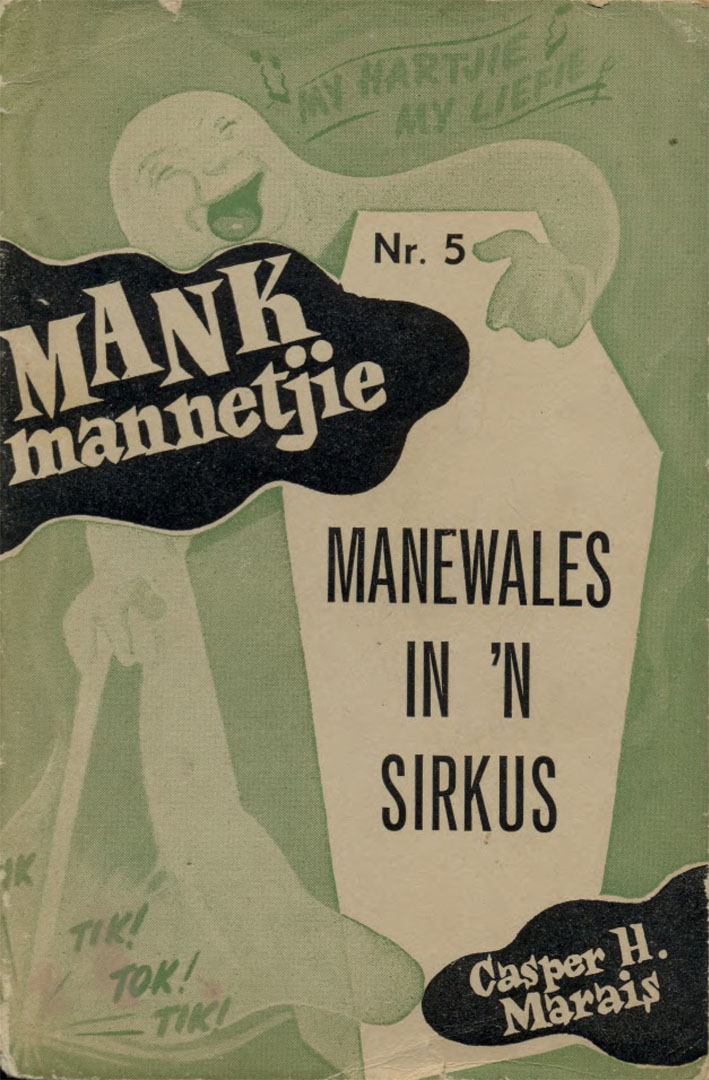 MY HARTJIE
MY LIEFIE
Nr. 5
MANK
mannetjie
MANEWALES
IN 'N
SIRKUS
TIK!
TOK!
TIK!
Casper H.
Marais